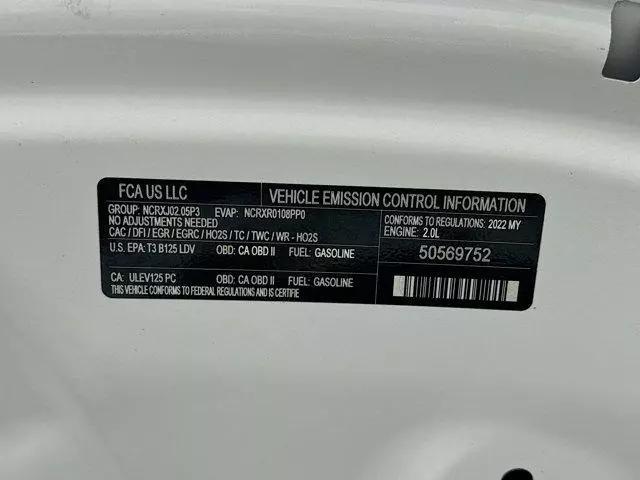 FCA US LLC
VEHICLE EMISSION CONTROL INFORMATION
GROUP: NCRXJ02.05P3 EVAP: NCRXR0108PP0
NO ADJUSTMENTS NEEDED
CAC / DFI / EGR / EGRC / HO2S / TC / TWC / WR - HO2S
CONFORMS TO REGULATIONS: 2022 MY
ENGINE: 2.0L
U.S. EPA: T3 B125 LDV OBD: CA OBD II FUEL: GASOLINE
50569752
CA: ULEV125 PC OBD: CA OBD II FUEL: GASOLINE
THIS VEHICLE CONFORMS TO FEDERAL REGULATIONS AND IS CERTIFIE